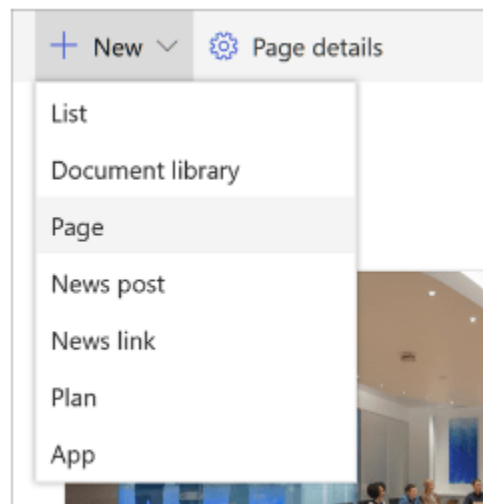 New
Page details
List
Document library
Page
News post
News link
Plan
App